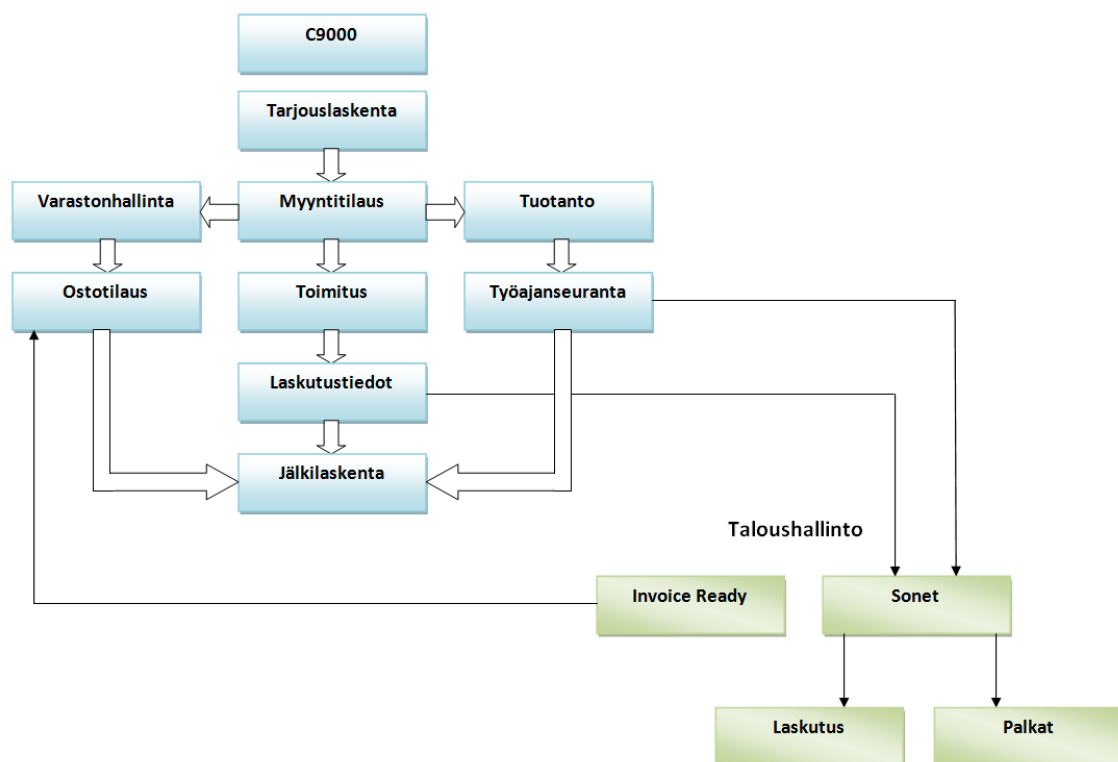 C9000
Tarjouslaskenta
Varastonhallinta
Myyntitilaus
Tuotanto
Ostotilaus
Toimitus
Työajanseuranta
Laskutustiedot
Jälkilaskenta
Taloushallinto
Invoice Ready
Sonet
Laskutus
Palkat